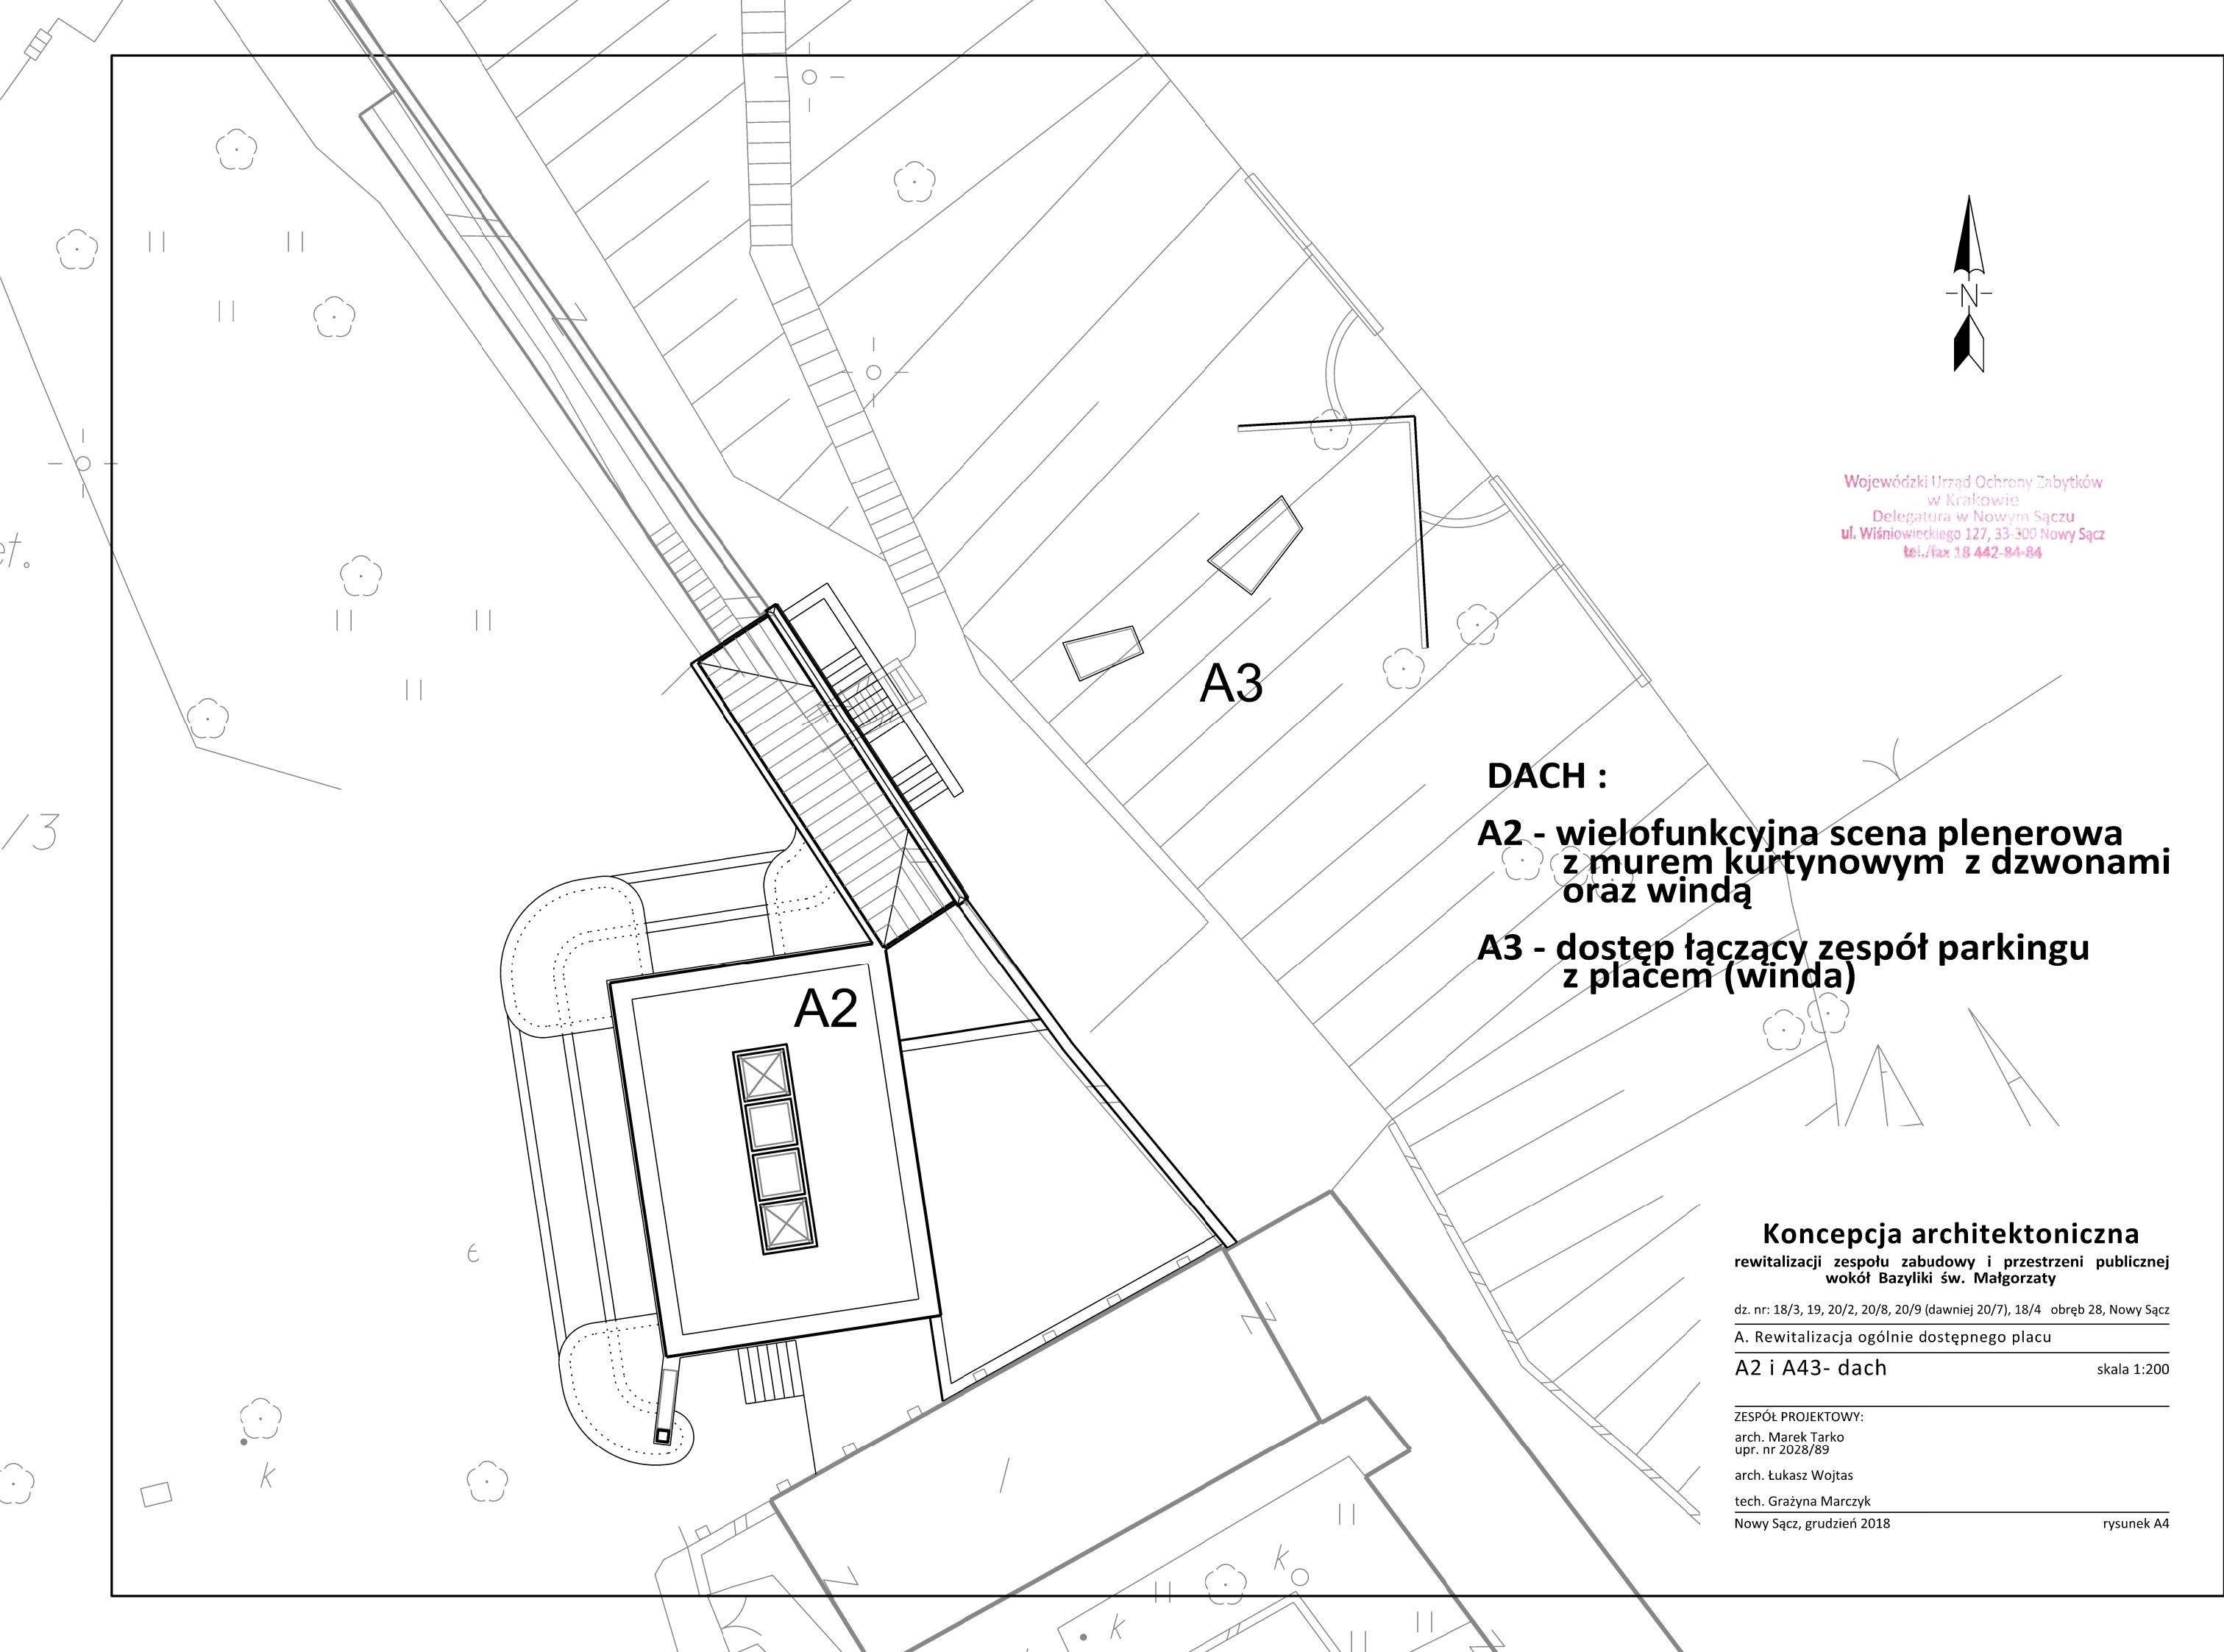 N
Wojewódzki Urząd Ochrony Zabytków
w Krakowie
Delegatura w Nowym Sączu
ul. Wiśniowieckiego 127, 33-300 Nowy Sącz
tel./fax 18 442-84-84
et.
/3
A3
DACH :
A2 - wielofunkcyjna scena plenerowa
z murem kurtynowym z dzwonami
oraz windą
A3 - dostęp łączący zespół parkingu
z placem (winda)
A2
e
k
k
k
Koncepcja architektoniczna
rewitalizacji zespołu zabudowy i przestrzeni publicznej
wokół Bazyliki św. Małgorzaty
dz. nr: 18/3, 19, 20/2, 20/8, 20/9 (dawniej 20/7), 18/4 obręb 28, Nowy Sącz
A. Rewitalizacja ogólnie dostępnego placu
A2 i A43- dach skala 1:200
ZESPÓŁ PROJEKTOWY:
arch. Marek Tarko
upr. nr 2028/89
arch. Łukasz Wojtas
tech. Grażyna Marczyk
Nowy Sącz, grudzień 2018 rysunek A4